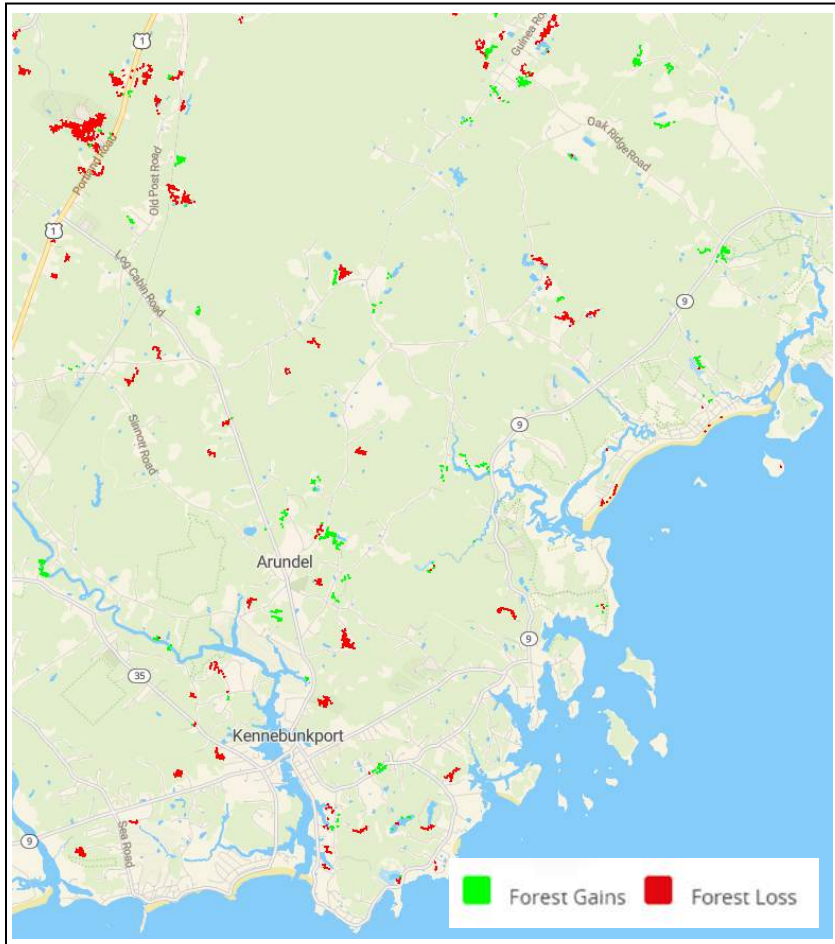 1
Guinea Road
Oak Ridge Road
Portland Road
Old Post Road
1
Log Cabin Road
9
9
Sinnott Road
Arundel
9
35
Kennebunkport
9
Sea Road
Forest Gains
Forest Loss